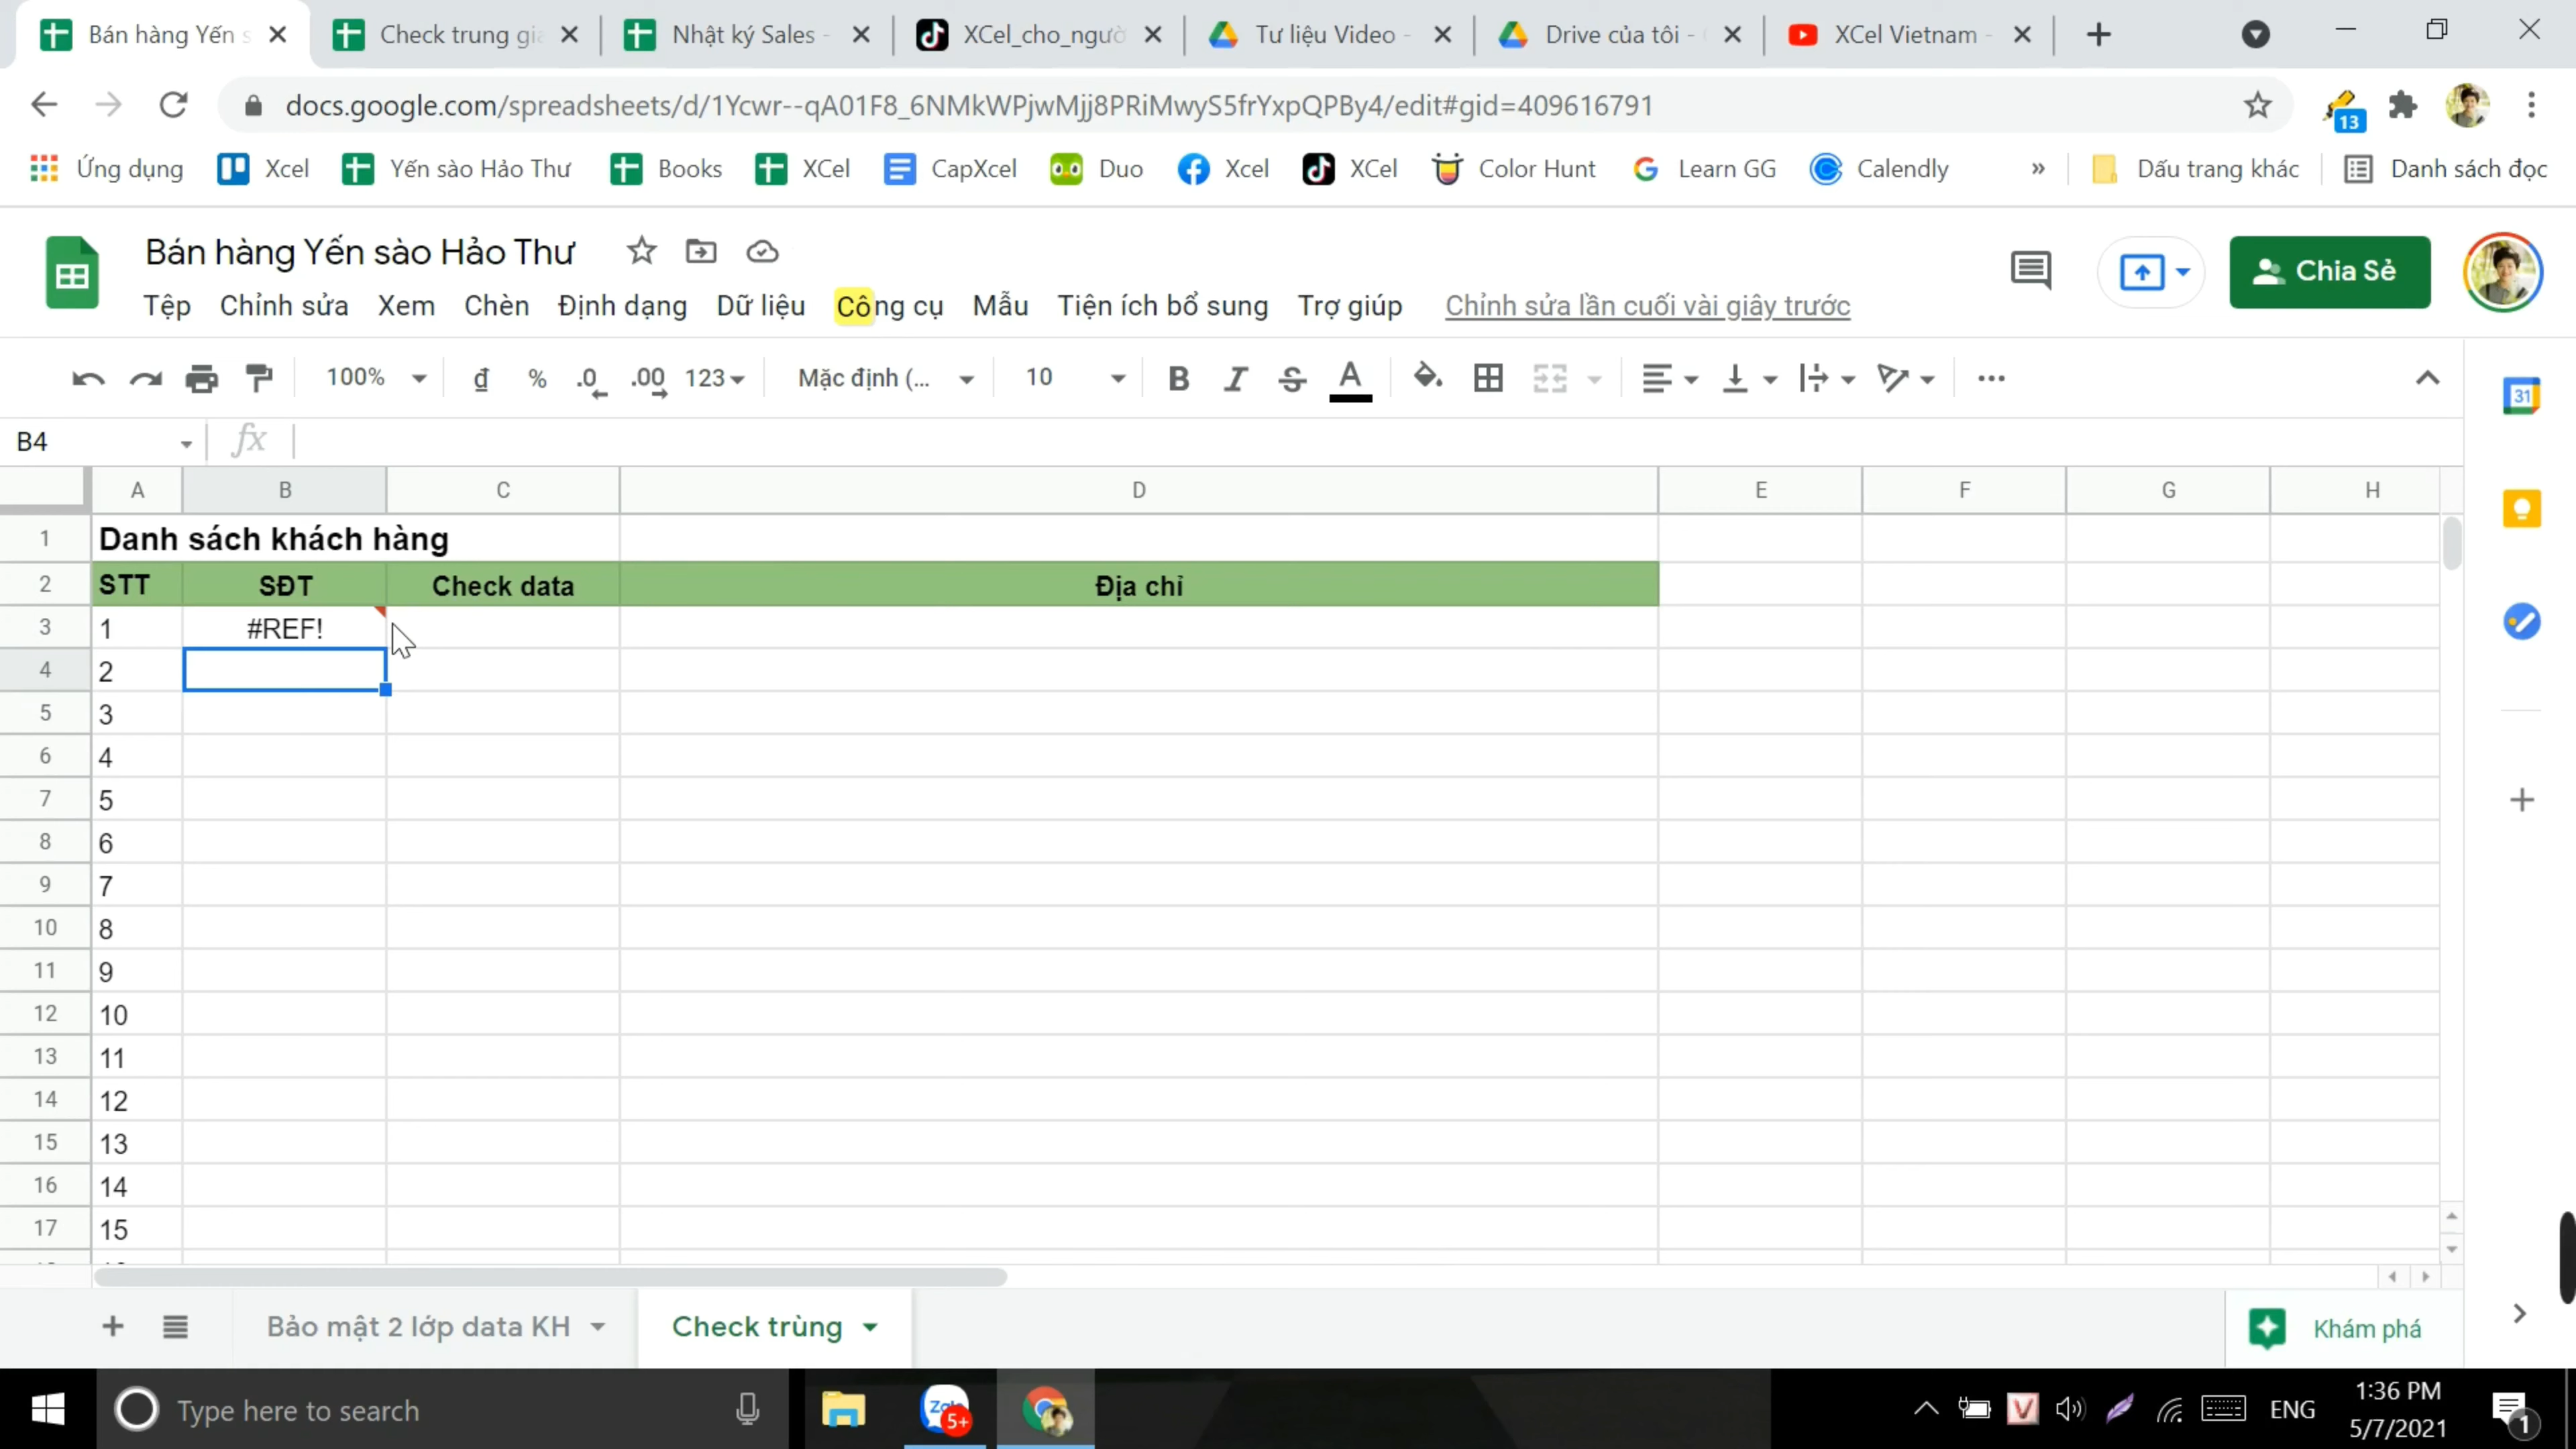 Bán hàng Yến s
Check trung gia
Nhật ký Sales -
XCel_cho_ngườ
Tư liệu Video -
Drive của tôi -
XCel Vietnam -
docs.google.com/spreadsheets/d/1Ycwr--qA01F8_6NMkWPjwMjj8PRiMwyS5frYxpQPBy4/edit#gid=409616791
13
Ứng dụng
Xcel
Yến sào Hảo Thư
Books
XCel
CapXcel
Duo
Xcel
XCel
Color Hunt
Learn GG
Calendly
»
Dấu trang khác
Danh sách đọc
Bán hàng Yến sào Hảo Thư
Chia Sẻ
Tệp
Chỉnh sửa
Xem
Chèn
Định dạng
Dữ liệu
Công cụ
Mẫu
Tiện ích bổ sung
Trợ giúp
Chỉnh sửa lần cuối vài giây trước
100%
₫
%
.0
.00
123
Mặc định (...
10
B
I
S
A
31
B4
fx
A
B
C
D
E
F
G
H
1 Danh sách khách hàng
2 STT SĐT Check data Địa chỉ
3 1 #REF!
4 2
5 3
6 4
7 5
8 6
9 7
10 8
11 9
12 10
13 11
14 12
15 13
16 14
17 15
Bảo mật 2 lớp data KH
Check trùng
Khám phá
Type here to search
Zalo
5+
V
ENG
1:36 PM
5/7/2021
1